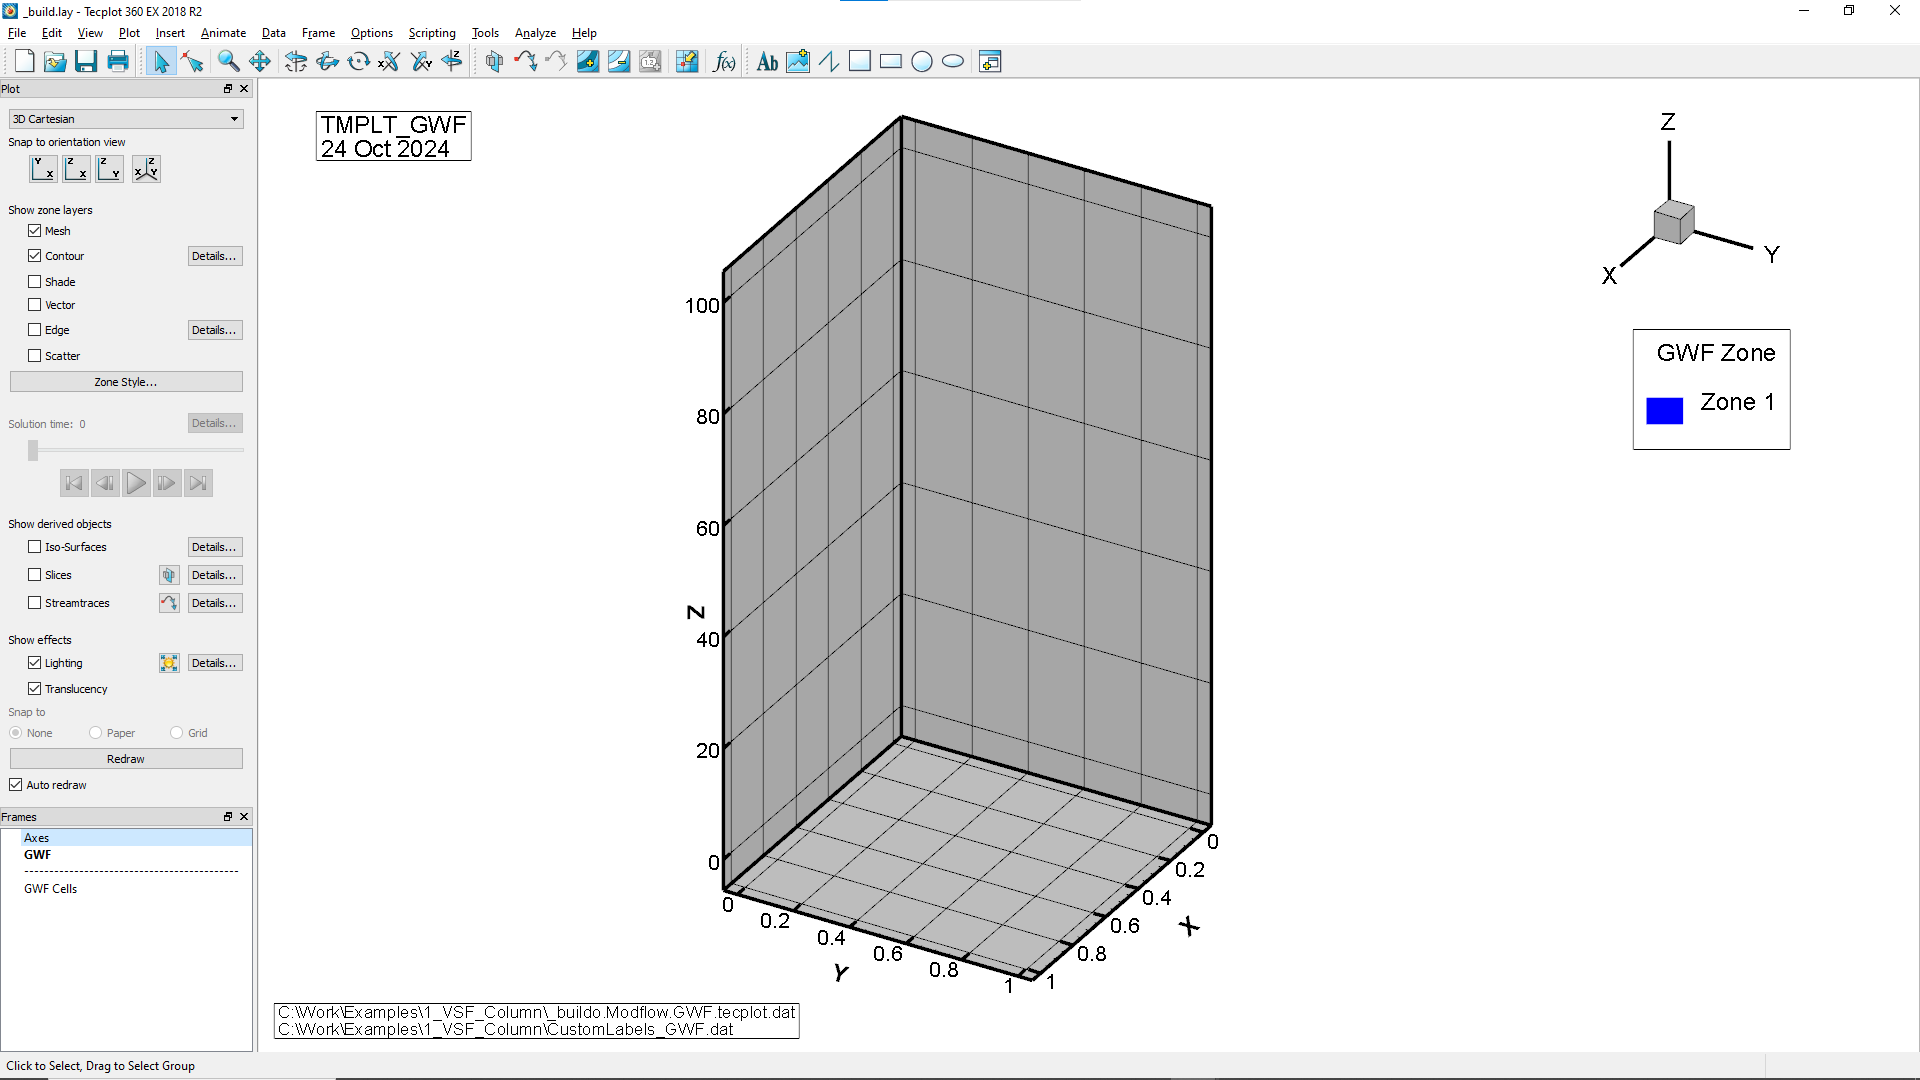 _build.lay - Tecplot 360 EX 2018 R2
File Edit View Plot Insert Animate Data Frame Options Scripting Tools Analyze Help
Plot
3D Cartesian
Snap to orientation view
Y X Z X Z Y Z X Y
Show zone layers
Mesh
Contour Details...
Shade
Vector
Edge Details...
Scatter
Zone Style...
Solution time: 0 Details...
Show derived objects
Iso-Surfaces Details...
Slices Details...
Streamtraces Details...
Show effects
Lighting Details...
Translucency
Snap to
None Paper Grid
Redraw
Auto redraw
Frames
Axes
GWF
GWF Cells
Click to Select, Drag to Select Group
TMPLT_GWF
24 Oct 2024
100
80
60
Z
40
20
0
0 0.2 0.4 0.6 0.8 1
Y
0 0.2 0.4 0.6 0.8 1
X
Z
Y
X
GWF Zone
Zone 1
C:\Work\Examples\1_VSF_Column\_buildo.Modflow.GWF.tecplot.dat
C:\Work\Examples\1_VSF_Column\CustomLabels_GWF.dat